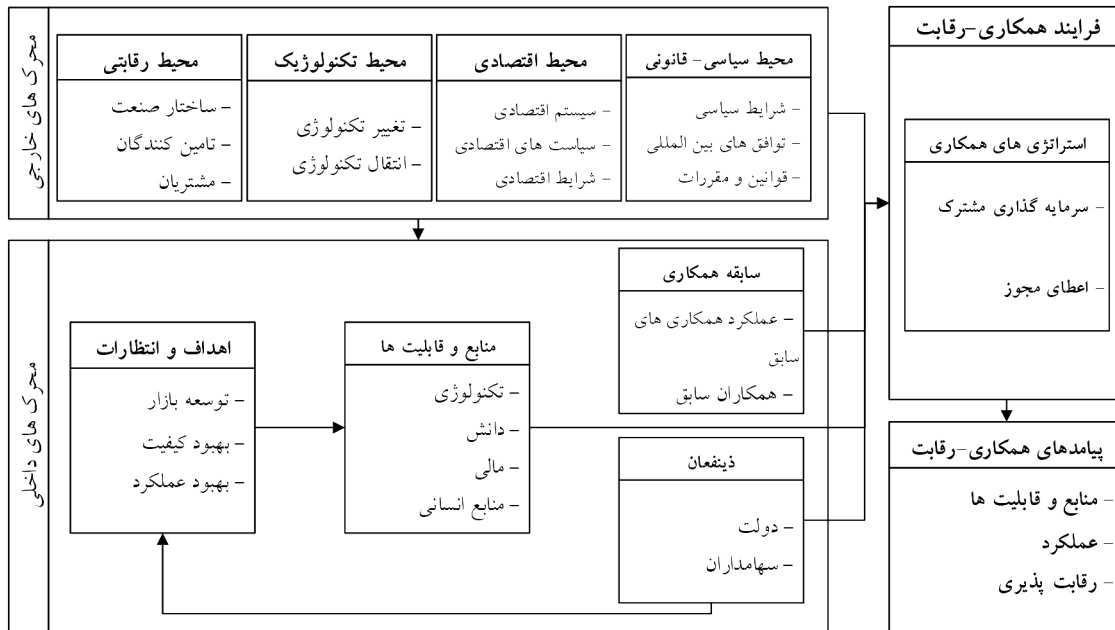 محرک های خارجی
محیط سیاسی- قانونی
- شرایط سیاسی
- توافق های بین المللی
- قوانین و مقررات
محیط اقتصادی
- سیستم اقتصادی
- سیاست های اقتصادی
- شرایط اقتصادی
محیط تکنولوژیک
- تغییر تکنولوژی
- انتقال تکنولوژی
محیط رقابتی
- ساختار صنعت
- تامین کنندگان
- مشتریان
محرک های داخلی
سابقه همکاری
- عملکرد همکاری های
سابق
- همکاران سابق
ذینفعان
- دولت
- سهامداران
منابع و قابلیت ها
- تکنولوژی
- دانش
- مالی
- منابع انسانی
اهداف و انتظارات
- توسعه بازار
- بهبود کیفیت
- بهبود عملکرد
فرایند همکاری-رقابت
استراتژی های همکاری
- سرمایه گذاری مشترک
- اعطای مجوز
پیامدهای همکاری-رقابت
- منابع و قابلیت ها
- عملکرد
- رقابت پذیری